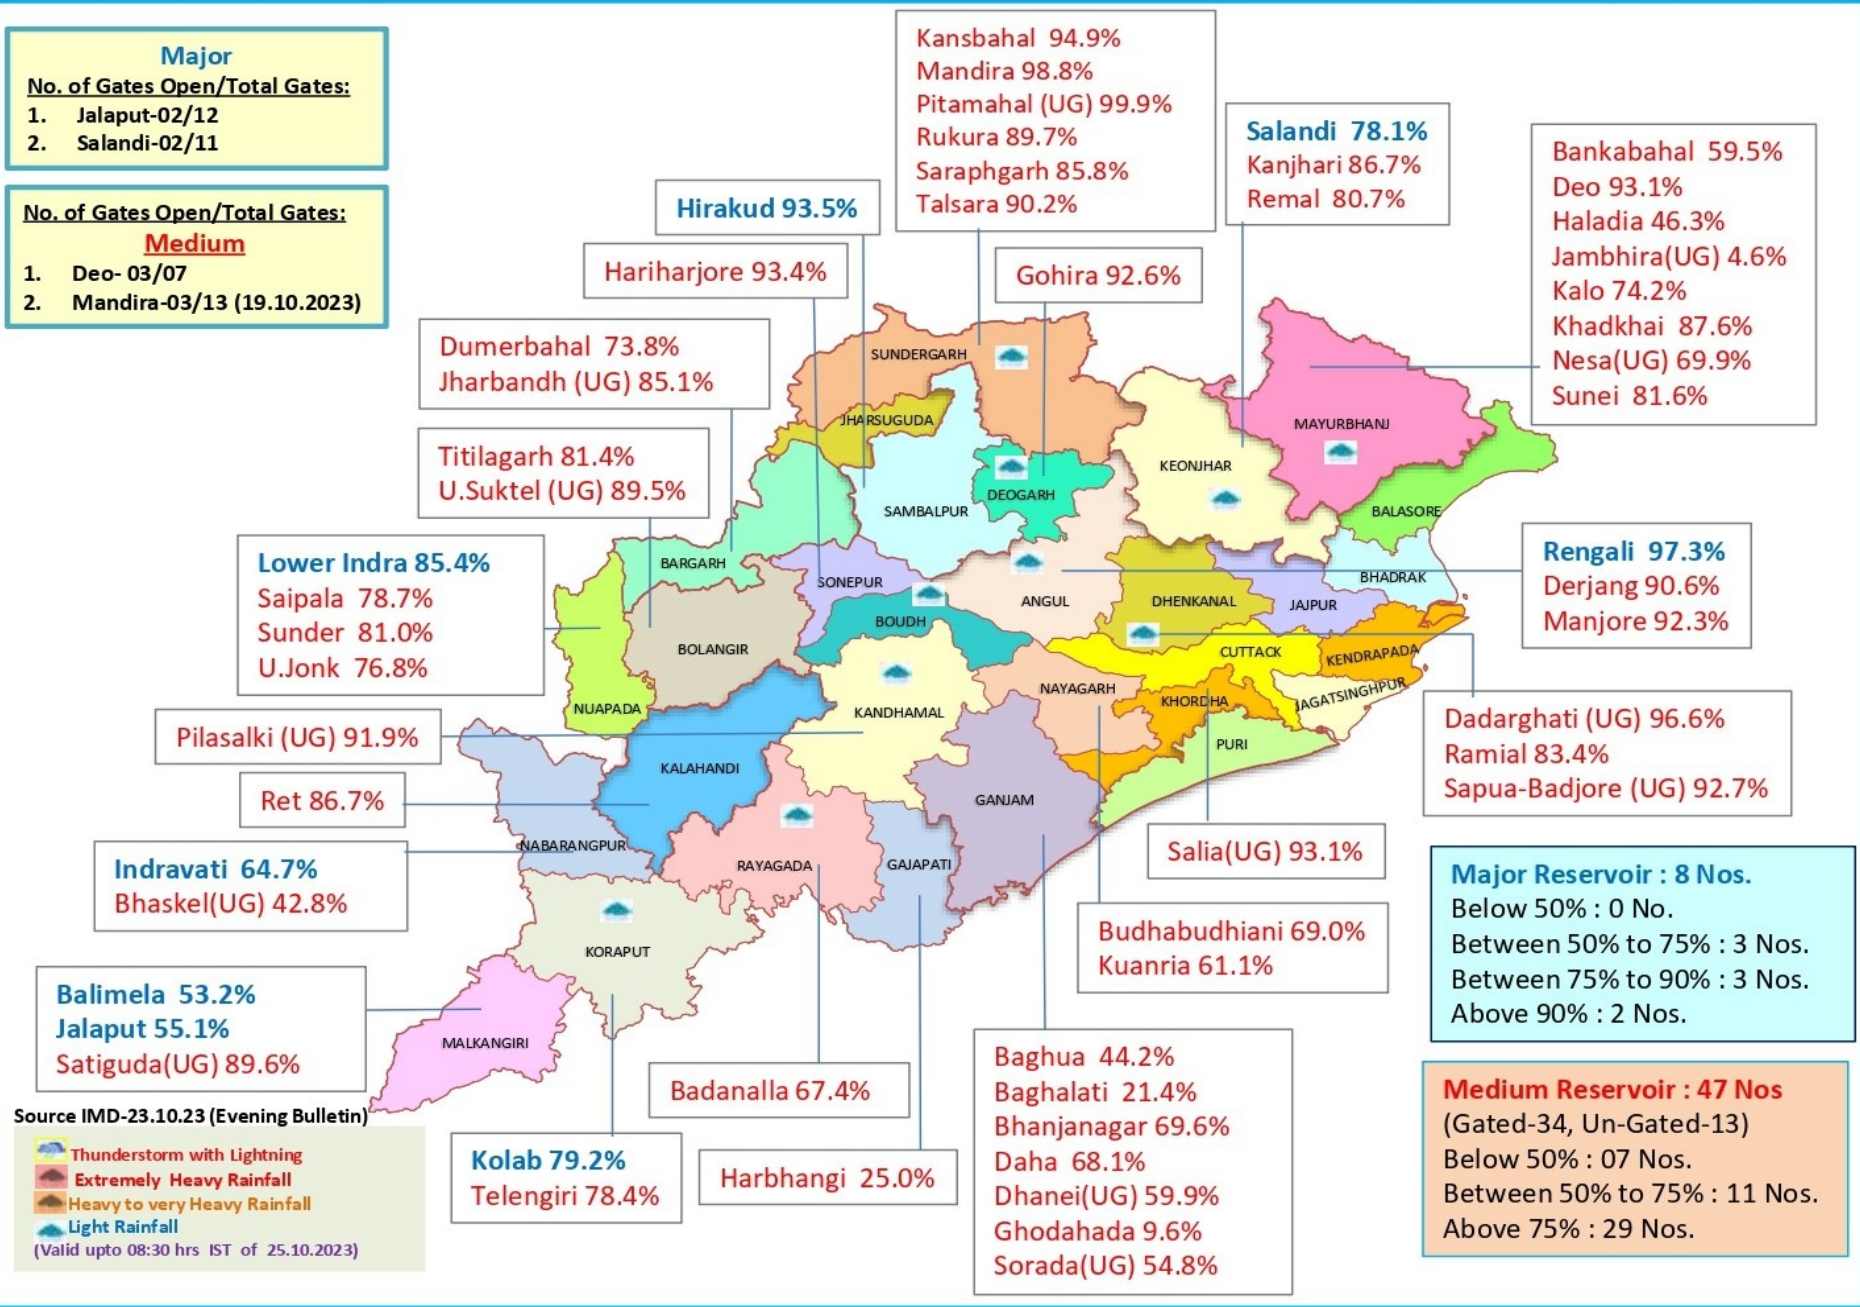 Major
No. of Gates Open/Total Gates:
1. Jalaput-02/12
2. Salandi-02/11
No. of Gates Open/Total Gates:
Medium
1. Deo- 03/07
2. Mandira-03/13 (19.10.2023)
Kansbahal 94.9%
Mandira 98.8%
Pitamahal (UG) 99.9%
Rukura 89.7%
Saraphgarh 85.8%
Talsara 90.2%
Salandi 78.1%
Kanjhari 86.7%
Remal 80.7%
Bankabahal 59.5%
Deo 93.1%
Haladia 46.3%
Jambhira(UG) 4.6%
Kalo 74.2%
Khadkhai 87.6%
Nesa(UG) 69.9%
Sunei 81.6%
Hirakud 93.5%
Hariharjore 93.4%
Gohira 92.6%
Dumerbahal 73.8%
Jharbandh (UG) 85.1%
Titilagarh 81.4%
U.Suktel (UG) 89.5%
Lower Indra 85.4%
Saipala 78.7%
Sunder 81.0%
U.Jonk 76.8%
Pilasalki (UG) 91.9%
Ret 86.7%
Indravati 64.7%
Bhaskel(UG) 42.8%
Balimela 53.2%
Jalaput 55.1%
Satiguda(UG) 89.6%
SUNDERGARH
JHARSUGUDA
SAMBALPUR
DEOGARH
KEONJHAR
MAYURBHANJ
BALASORE
BARGARH
SONEPUR
BOUDH
ANGUL
DHENKANAL
JAJPUR
BHADRAK
BOLANGIR
NUAPADA
KANDHAMAL
NAYAGARH
CUTTACK
KENDRAPADA
KHORDHA
JAGATSINGHPUR
PURI
KALAHANDI
GANJAM
NABARANGPUR
RAYAGADA
GAJAPATI
KORAPUT
MALKANGIRI
Rengali 97.3%
Derjang 90.6%
Manjore 92.3%
Dadarghati (UG) 96.6%
Ramial 83.4%
Sapua-Badjore (UG) 92.7%
Salia(UG) 93.1%
Budhabudhiani 69.0%
Kuanria 61.1%
Badanalla 67.4%
Kolab 79.2%
Telengiri 78.4%
Harbhangi 25.0%
Baghua 44.2%
Baghalati 21.4%
Bhanjanagar 69.6%
Daha 68.1%
Dhanei(UG) 59.9%
Ghodahada 9.6%
Sorada(UG) 54.8%
Major Reservoir : 8 Nos.
Below 50% : 0 No.
Between 50% to 75% : 3 Nos.
Between 75% to 90% : 3 Nos.
Above 90% : 2 Nos.
Medium Reservoir : 47 Nos
(Gated-34, Un-Gated-13)
Below 50% : 07 Nos.
Between 50% to 75% : 11 Nos.
Above 75% : 29 Nos.
Source IMD-23.10.23 (Evening Bulletin)
Thunderstorm with Lightning
Extremely Heavy Rainfall
Heavy to very Heavy Rainfall
Light Rainfall
(Valid upto 08:30 hrs IST of 25.10.2023)